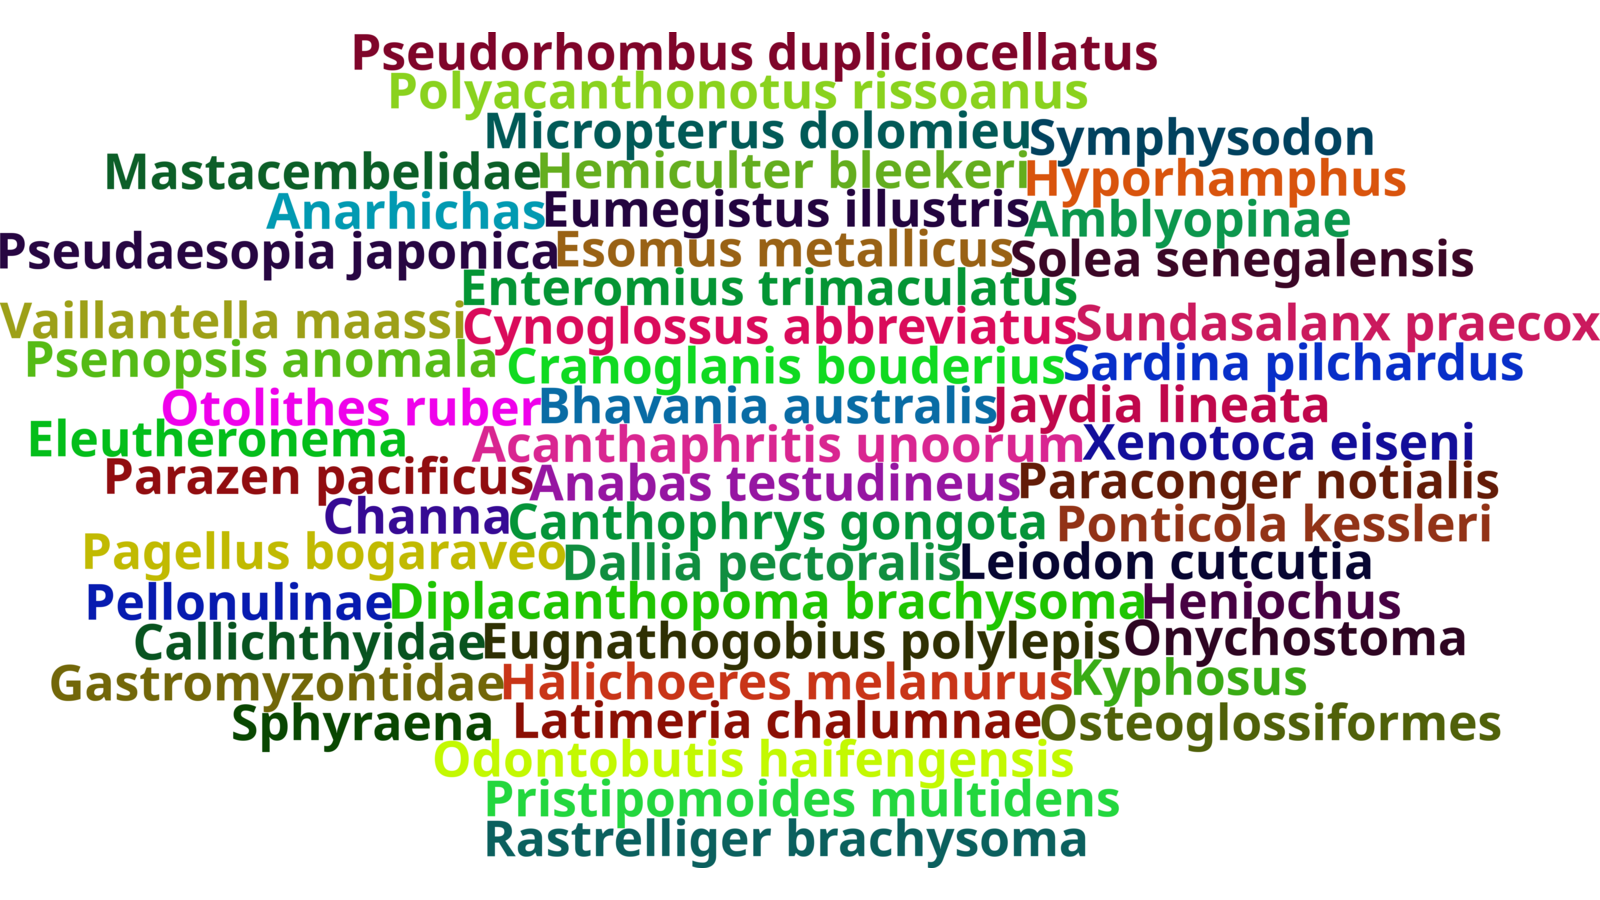 Pseudorhombus dupliciocellatus
Polyacanthonotus rissoanus
Micropterus dolomieu Symphysodon
Mastacembelidae Hemiculter bleekeri Hyporhamphus
Anarhichas Eumegistus illustris Amblyopinae
Pseudaesopia japonica Esomus metallicus Solea senegalensis
Enteromius trimaculatus
Vaillantella maassi Cynoglossus abbreviatus Sundasalanx praecox
Psenopsis anomala Cranoglanis bouderius Sardina pilchardus
Otolithes ruber Bhavania australis Jaydia lineata
Eleutheronema Acanthaphritis unoorum Xenotoca eiseni
Parazen pacificus Anabas testudineus Paraconger notialis
Channa Canthophrys gongota Ponticola kessleri
Pagellus bogaraveo Dallia pectoralis Leiodon cutcutia
Pellonulinae Diplacanthopoma brachysoma Heniochus
Callichthyidae Eugnathogobius polylepis Onychostoma
Gastromyzontidae Halichoeres melanurus Kyphosus
Sphyraena Latimeria chalumnae Osteoglossiformes
Odontobutis haifengensis
Pristipomoides multidens
Rastrelliger brachysoma